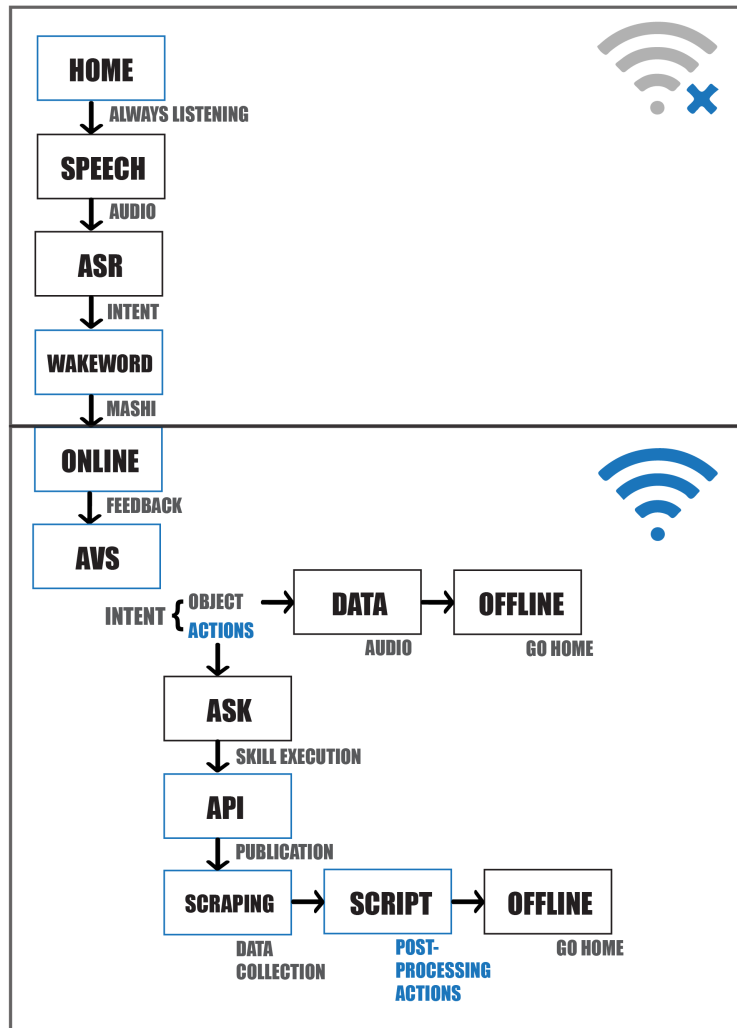 HOME
ALWAYS LISTENING
SPEECH
AUDIO
ASR
INTENT
WAKEWORD
MASHI
ONLINE
FEEDBACK
AVS
INTENT { OBJECT
ACTIONS
DATA
AUDIO
OFFLINE
GO HOME
ASK
SKILL EXECUTION
API
PUBLICATION
SCRAPING
DATA
COLLECTION
SCRIPT
POST-
PROCESSING
ACTIONS
OFFLINE
GO HOME